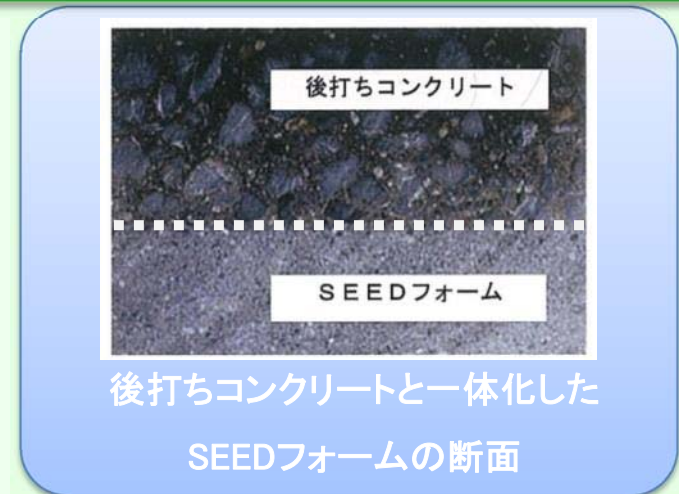 後打ちコンクリート
ＳＥＥＤフォーム
後打ちコンクリートと一体化した
SEEDフォームの断面